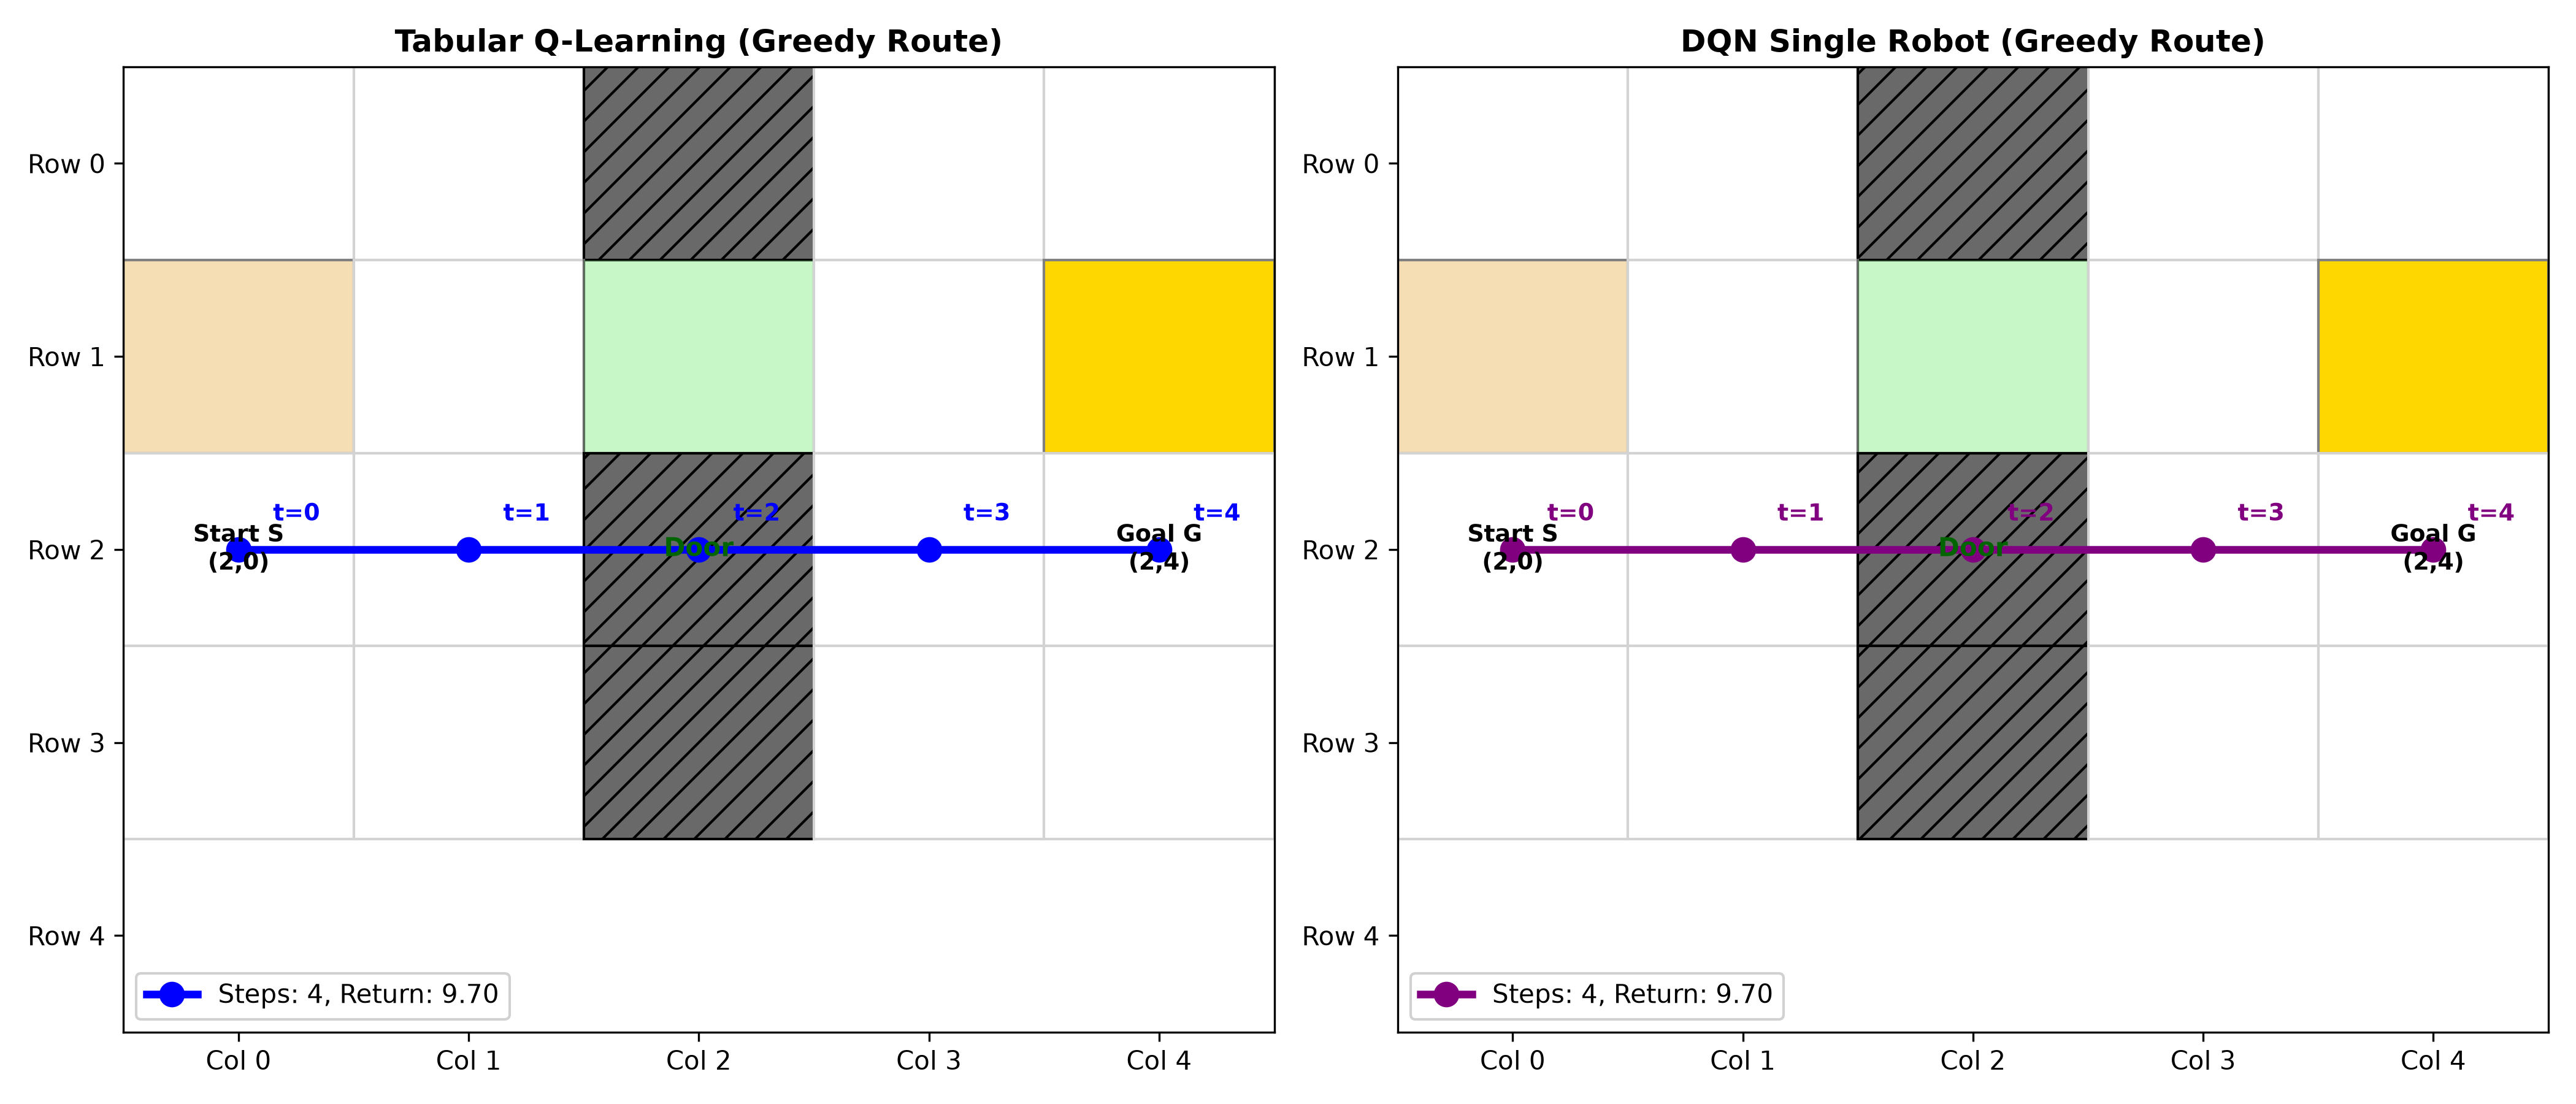 Tabular Q-Learning (Greedy Route)
Row 0
Row 1
Row 2
Row 3
Row 4
t=0
t=1
t=2
t=3
t=4
Start S
(2,0)
Door
Goal G
(2,4)
Steps: 4, Return: 9.70
Col 0
Col 1
Col 2
Col 3
Col 4
DQN Single Robot (Greedy Route)
Row 0
Row 1
Row 2
Row 3
Row 4
t=0
t=1
t=2
t=3
t=4
Start S
(2,0)
Door
Goal G
(2,4)
Steps: 4, Return: 9.70
Col 0
Col 1
Col 2
Col 3
Col 4